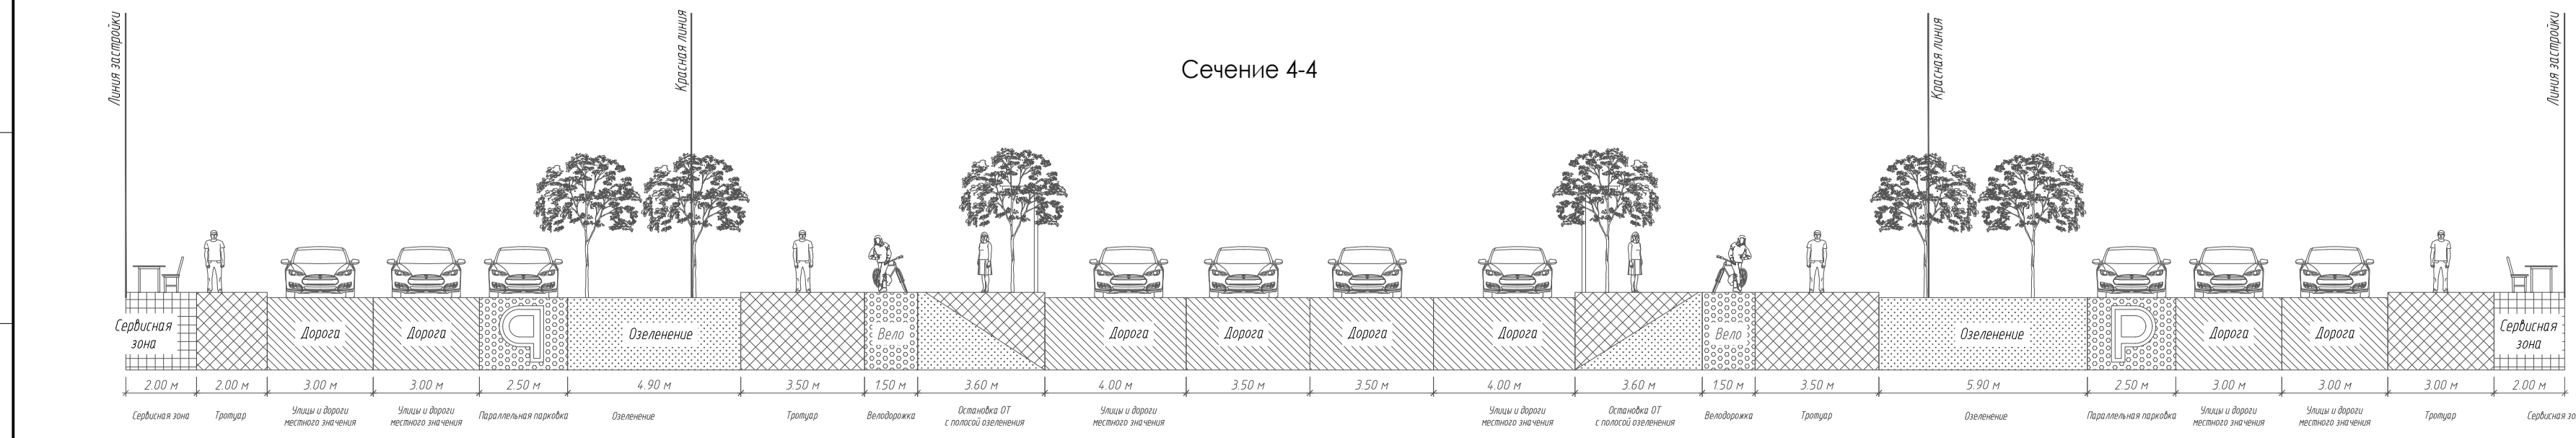 Линия застройки
Красная линия
Сечение 4-4
Красная линия
Линия застройки
Сервисная
зона
Дорога
Дорога
P
Озеленение
Вело
Дорога
Дорога
Дорога
Дорога
Вело
Озеленение
P
Дорога
Дорога
Сервисная
зона
2.00 м
2.00 м
3.00 м
3.00 м
2.50 м
4.90 м
3.50 м
1.50 м
3.60 м
4.00 м
3.50 м
3.50 м
4.00 м
3.60 м
1.50 м
3.50 м
5.90 м
2.50 м
3.00 м
3.00 м
3.00 м
2.00 м
Сервисная зона
Тротуар
Улицы и дороги
местного значения
Улицы и дороги
местного значения
Параллельная парковка
Озеленение
Тротуар
Велодорожка
Остановка ОТ
с полосой озеленения
Улицы и дороги
местного значения
Улицы и дороги
местного значения
Остановка ОТ
с полосой озеленения
Велодорожка
Тротуар
Озеленение
Параллельная парковка
Улицы и дороги
местного значения
Улицы и дороги
местного значения
Тротуар
Сервисная зо